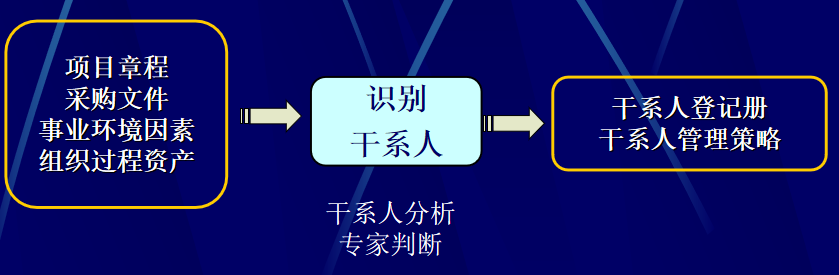 项目章程
采购文件
事业环境因素
组织过程资产
识别
干系人
干系人分析
专家判断
干系人登记册
干系人管理策略